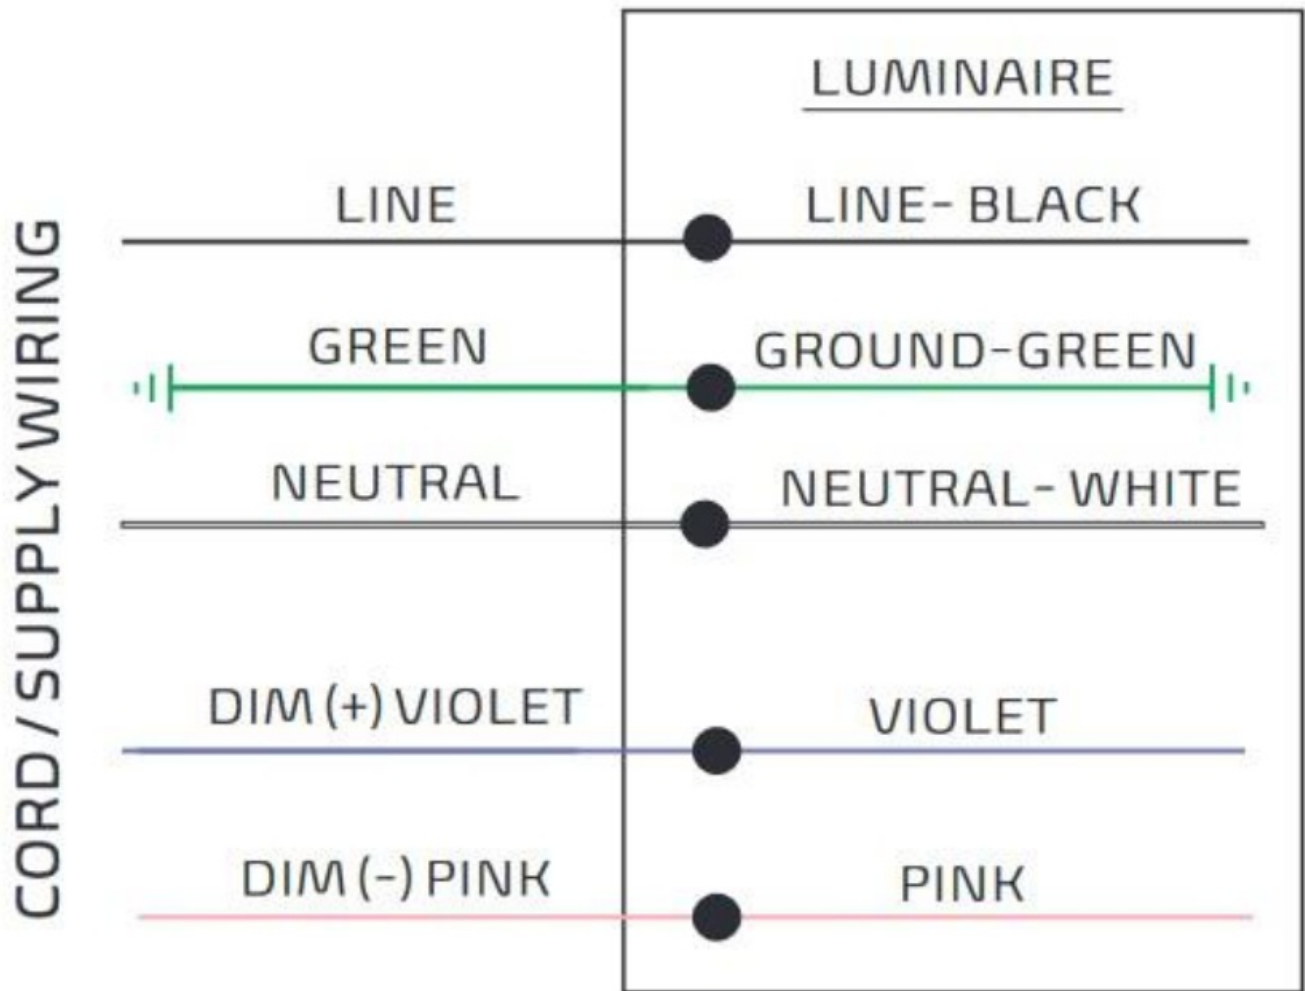 LUMINAIRE
LINE
LINE- BLACK
GREEN
GROUND-GREEN
NEUTRAL
NEUTRAL- WHITE
DIM (+) VIOLET
VIOLET
DIM (-) PINK
PINK
CORD / SUPPLY WIRING